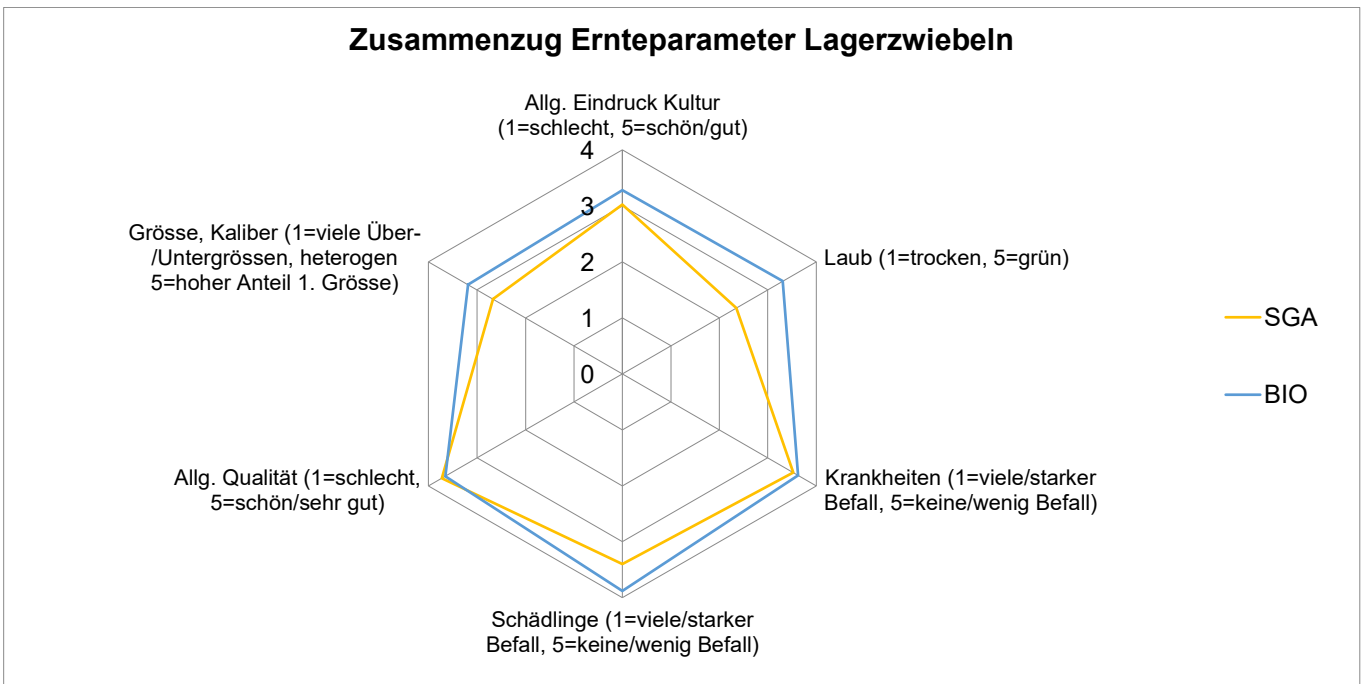 Zusammenzug Ernteparameter Lagerzwiebeln
Allg. Eindruck Kultur
(1=schlecht, 5=schön/gut)
4
3
2
1
0
Laub (1=trocken, 5=grün)
Krankheiten (1=viele/starker
Befall, 5=keine/wenig Befall)
Schädlinge (1=viele/starker
Befall, 5=keine/wenig Befall)
Allg. Qualität (1=schlecht,
5=schön/sehr gut)
Grösse, Kaliber (1=viele Über-
/Untergrössen, heterogen
5=hoher Anteil 1. Grösse)
SGA
BIO